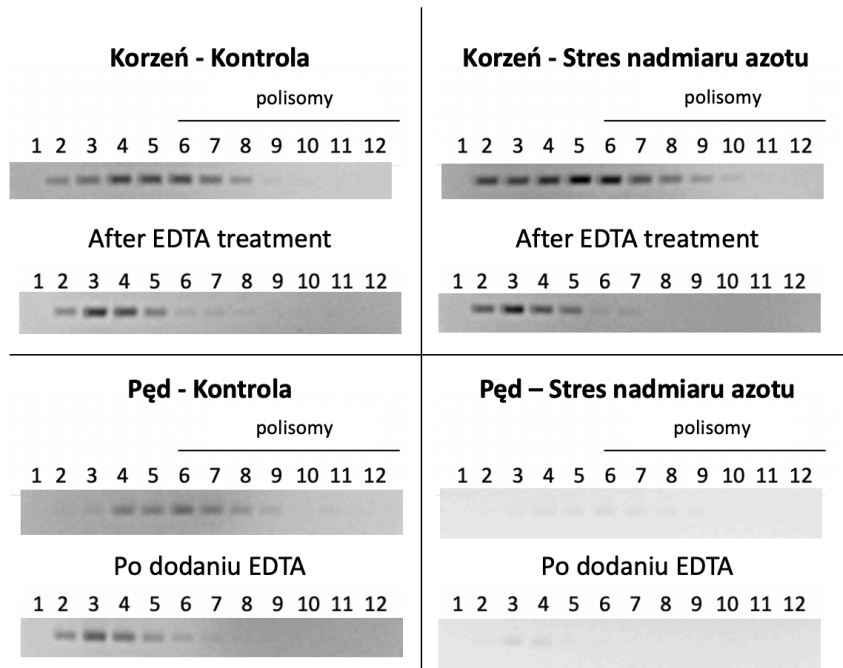 Korzeń - Kontrola
polisomy
1 2 3 4 5 6 7 8 9 10 11 12
After EDTA treatment
1 2 3 4 5 6 7 8 9 10 11 12
Korzeń - Stres nadmiaru azotu
polisomy
1 2 3 4 5 6 7 8 9 10 11 12
After EDTA treatment
1 2 3 4 5 6 7 8 9 10 11 12
Pęd - Kontrola
polisomy
1 2 3 4 5 6 7 8 9 10 11 12
Po dodaniu EDTA
1 2 3 4 5 6 7 8 9 10 11 12
Pęd – Stres nadmiaru azotu
polisomy
1 2 3 4 5 6 7 8 9 10 11 12
Po dodaniu EDTA
1 2 3 4 5 6 7 8 9 10 11 12